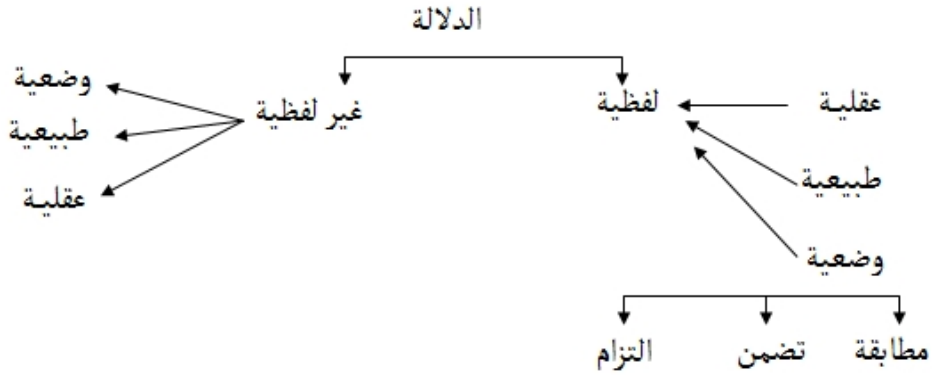 الدلالة
لفظية
غير لفظية
عقلية
طبيعية
وضعية
وضعية
طبيعية
عقلية
مطابقة
تضمن
التزام